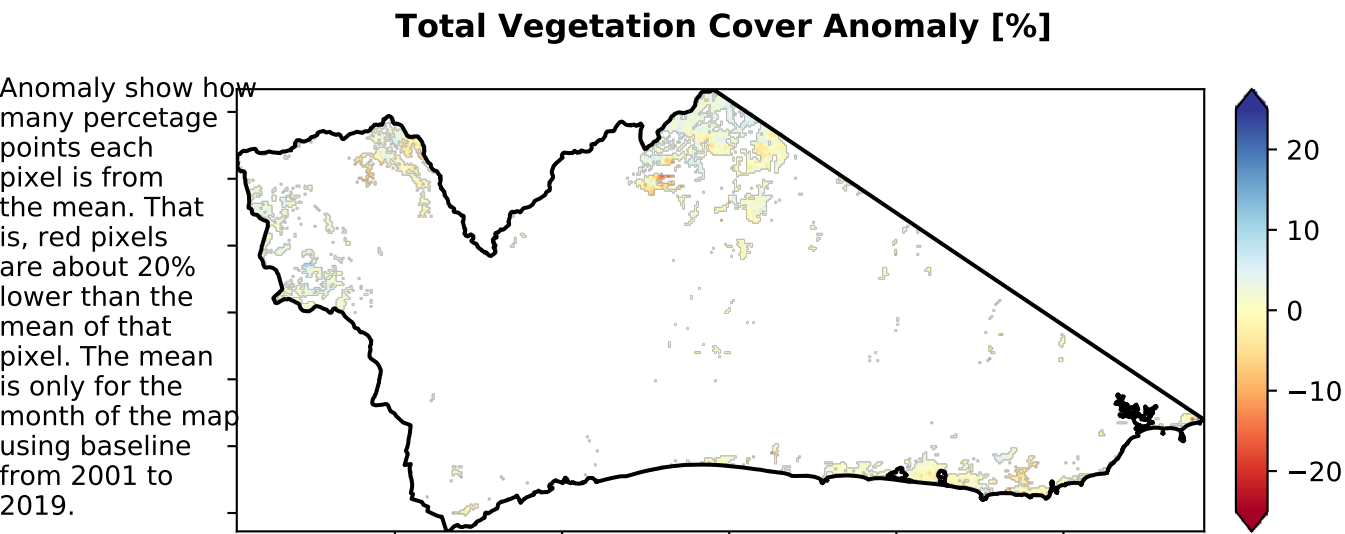 Total Vegetation Cover Anomaly [%]
Anomaly show how
many percetage
points each
pixel is from
the mean. That
is, red pixels
are about 20%
lower than the
mean of that
pixel. The mean
is only for the
month of the map
using baseline
from 2001 to
2019.
20
10
0
−10
−20